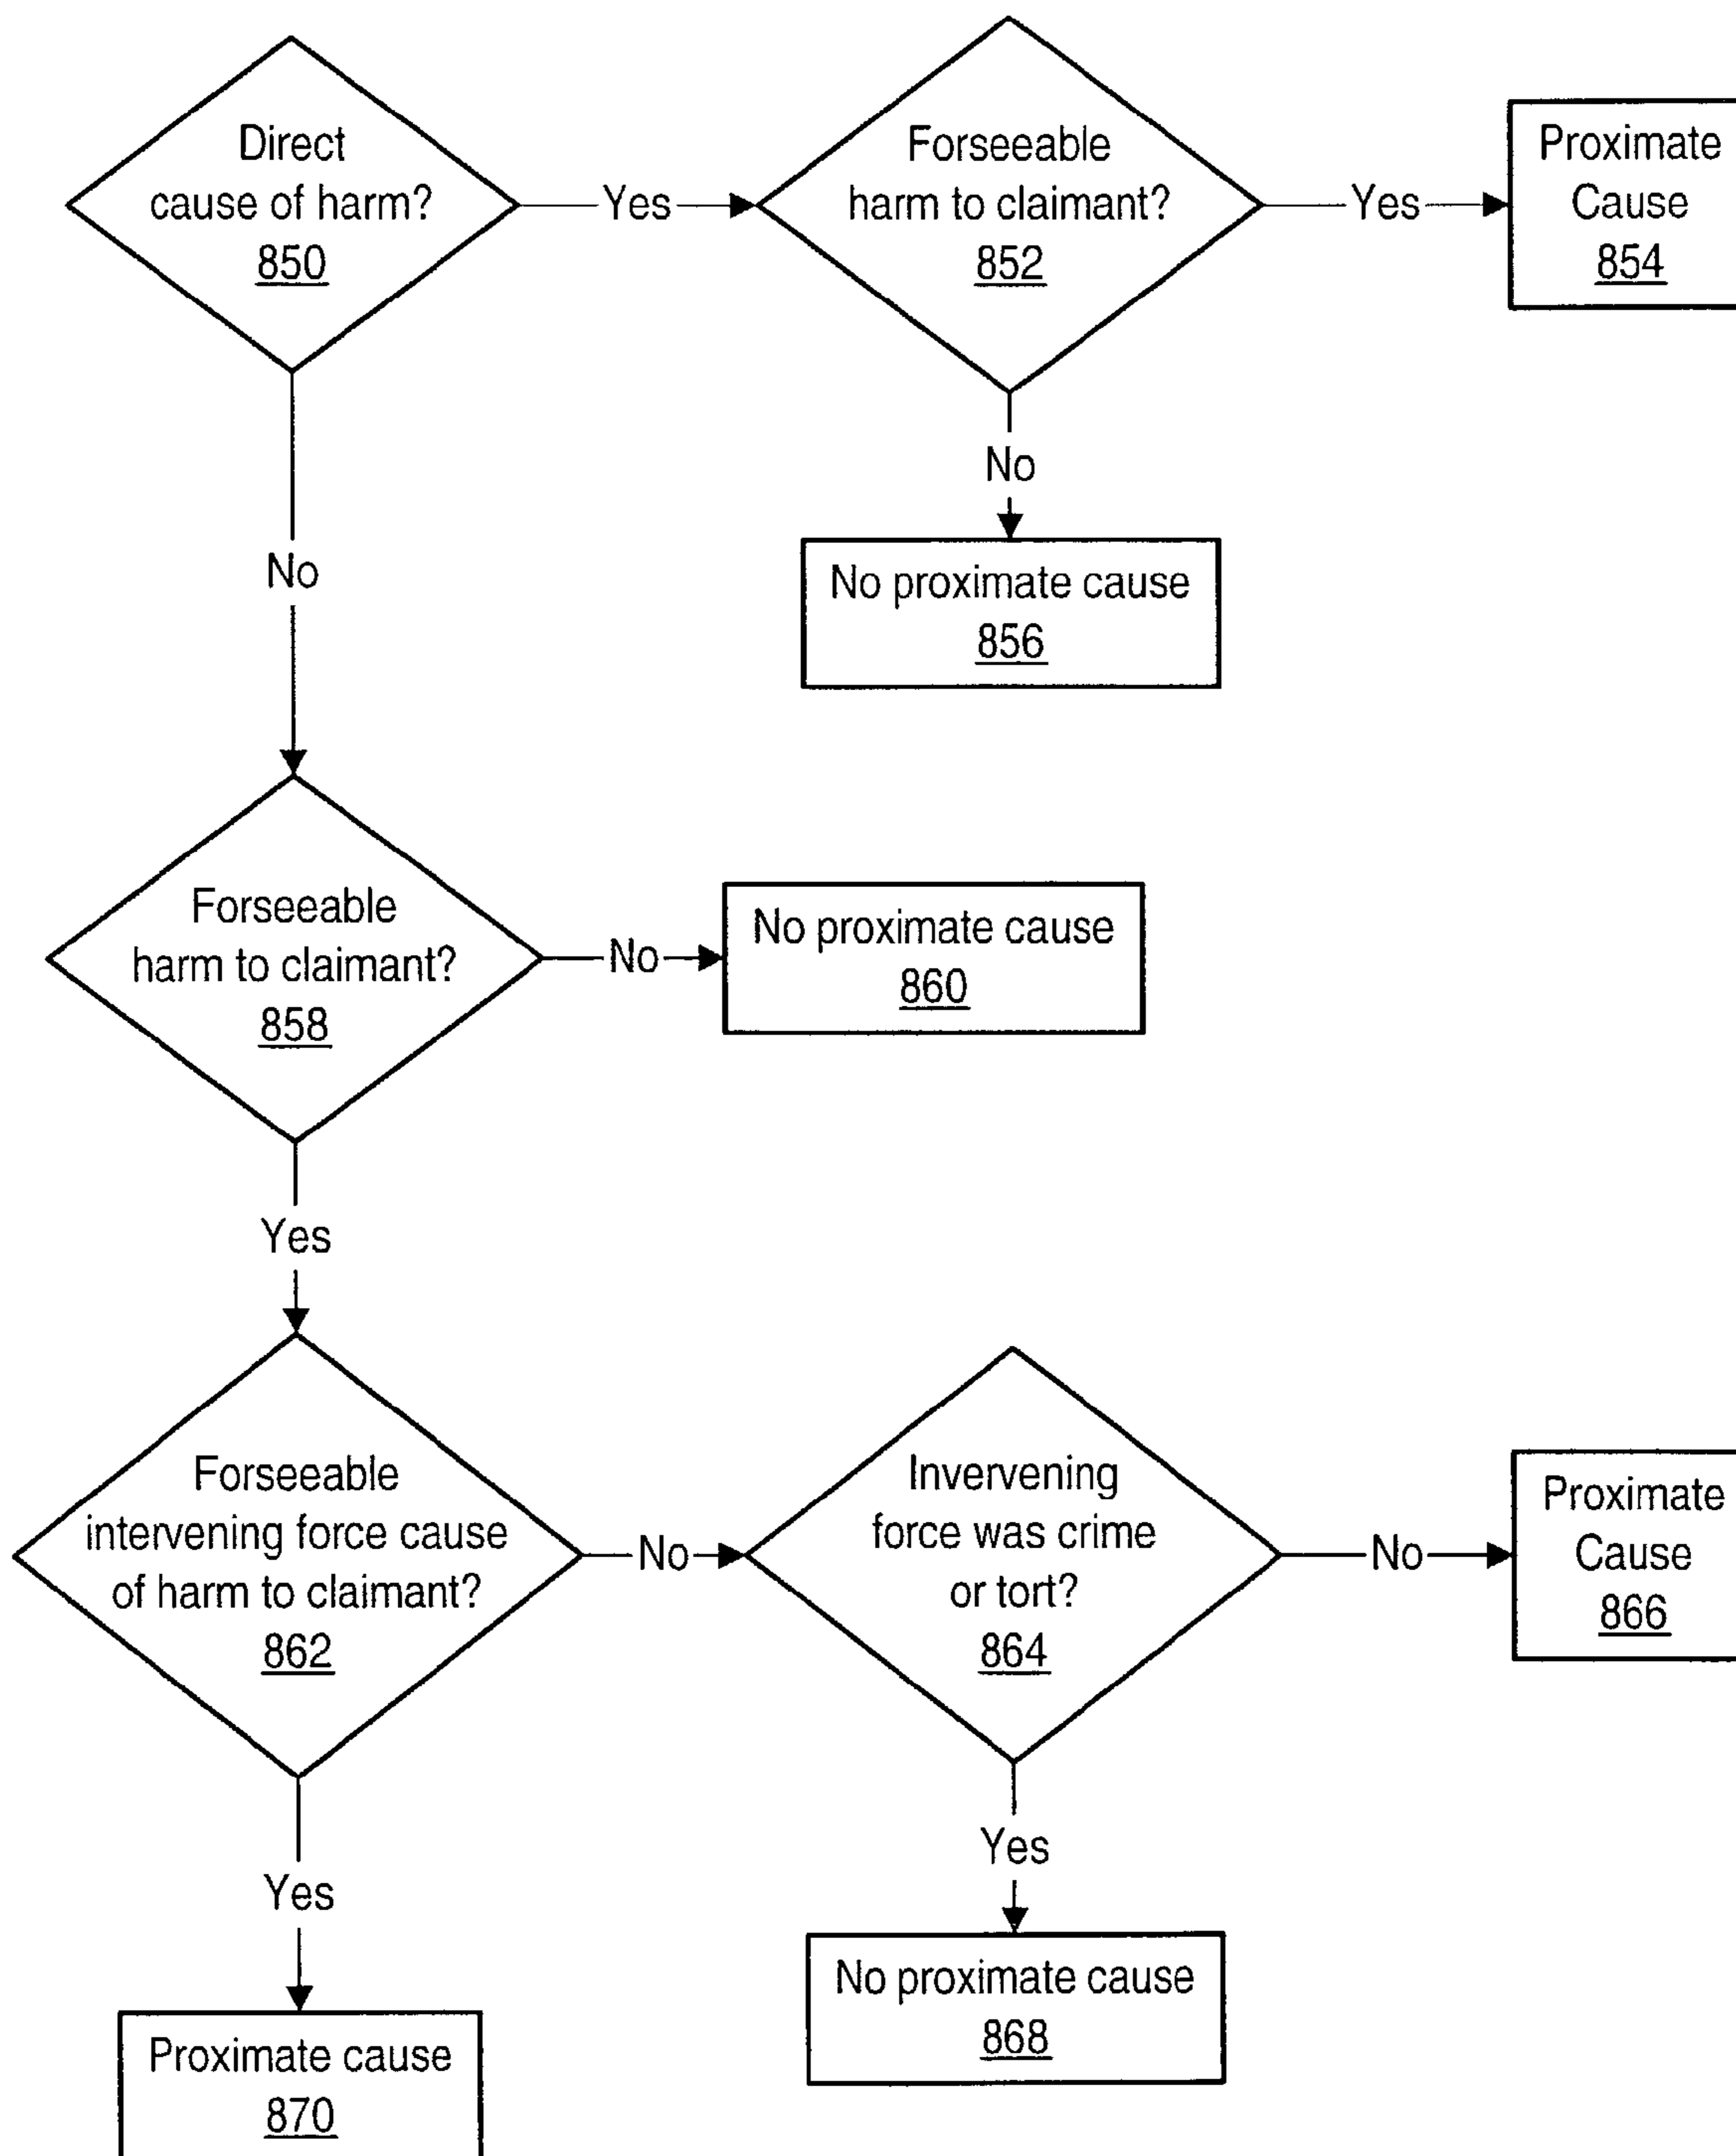 Direct
cause of harm?
850
Yes
Forseeable
harm to claimant?
852
Yes
Proximate
Cause
854
No
No proximate cause
856
No
Forseeable
harm to claimant?
858
No
No proximate cause
860
Yes
Forseeable
intervening force cause
of harm to claimant?
862
No
Invervening
force was crime
or tort?
864
No
Proximate
Cause
866
Yes
No proximate cause
868
Yes
Proximate cause
870